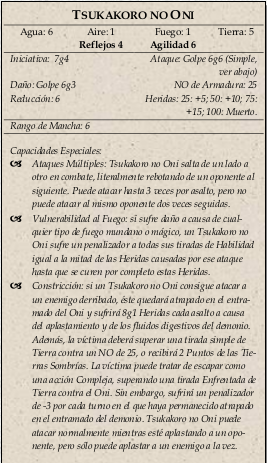 TSUKAKORO NO ONI
Agua: 6 Aire: 1 Fuego: 1 Tierra: 5
Reflejos 4 Agilidad 6
Iniciativa: 7g4 Ataque: Golpe 6g6 (Simple,
ver abajo)
Daño: Golpe 6g3 NO de Armadura: 25
Reducción: 6 Heridas: 25: +5; 50: +10; 75:
+15; 100: Muerto.
Rango de Mancha: 6
Capacidades Especiales:
Ataques Múltiples: Tsukakoro no Oni salta de un lado a
otro en combate, literalmente rebotando de un oponente al
siguiente. Puede atacar hasta 3 veces por asalto, pero no
puede atacar al mismo oponente dos veces seguidas.
Vulnerabilidad al Fuego: si sufre daño a causa de cual-
quier tipo de fuego mundano o mágico, un Tsukakoro no
Oni sufre un penalizador a todas sus tiradas de Habilidad
igual a la mitad de las Heridas causadas por ese ataque
hasta que se curen por completo estas Heridas.
Constricción: si un Tsukakoro no Oni consigue atacar a
un enemigo derribado, éste quedará atrapado en el entra-
mado del Oni y sufrirá 8g1 Heridas cada asalto a causa
del aplastamiento y de los fluidos digestivos del demonio.
Además, la víctima deberá superar una tirada simple de
Tierra contra un NO de 25, o recibirá 2 Puntos de las Tie-
rras Sombrías. La víctima puede tratar de escapar como
una acción Compleja, superando una tirada Enfrentada de
Tierra contra el Oni. Sin embargo, sufrirá un penalizador
de -3 por cada turno en el que haya permanecido atrapado
en el entramado del demonio. Tsukakoro no Oni puede
atacar normalmente mientras esté aplastando a un opo-
nente, pero sólo puede aplastar a un enemigo a la vez.